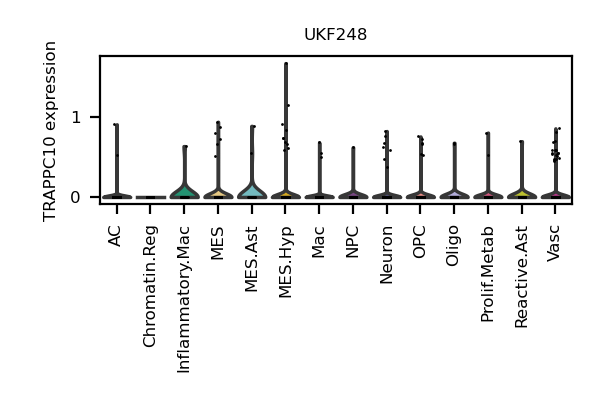 UKF248
TRAPPC10 expression
1
0
AC
Chromatin.Reg
Inflammatory.Mac
MES
MES.Ast
MES.Hyp
Mac
NPC
Neuron
OPC
Oligo
Prolif.Metab
Reactive.Ast
Vasc